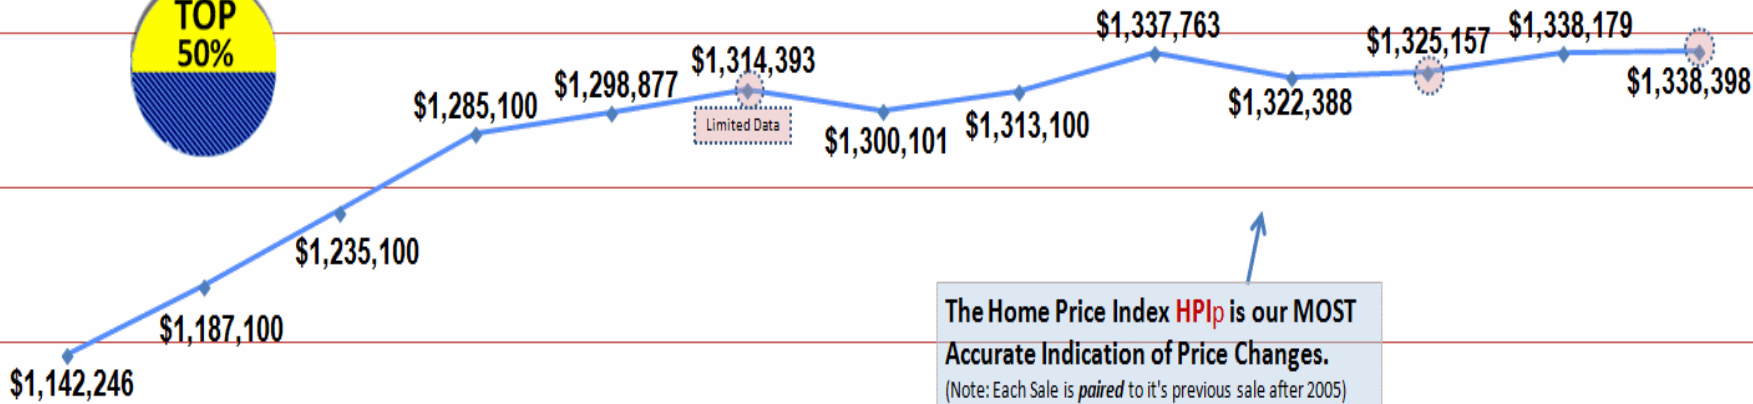 TOP
50%
$1,142,246
$1,187,100
$1,235,100
$1,285,100
$1,298,877
$1,314,393
Limited Data
$1,300,101
$1,313,100
$1,337,763
$1,322,388
$1,325,157
$1,338,179
$1,338,398
The Home Price Index HPIp is our MOST
Accurate Indication of Price Changes.
(Note: Each Sale is paired to it's previous sale after 2005)